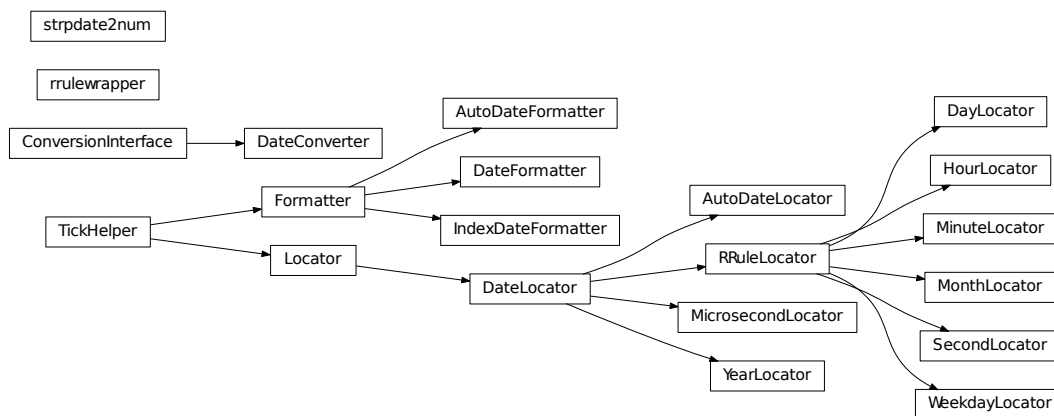 strpdate2num
rrulewrapper
ConversionInterface
DateConverter
TickHelper
Formatter
Locator
AutoDateFormatter
DateFormatter
IndexDateFormatter
DateLocator
AutoDateLocator
RRuleLocator
MicrosecondLocator
YearLocator
DayLocator
HourLocator
MinuteLocator
MonthLocator
SecondLocator
WeekdayLocator